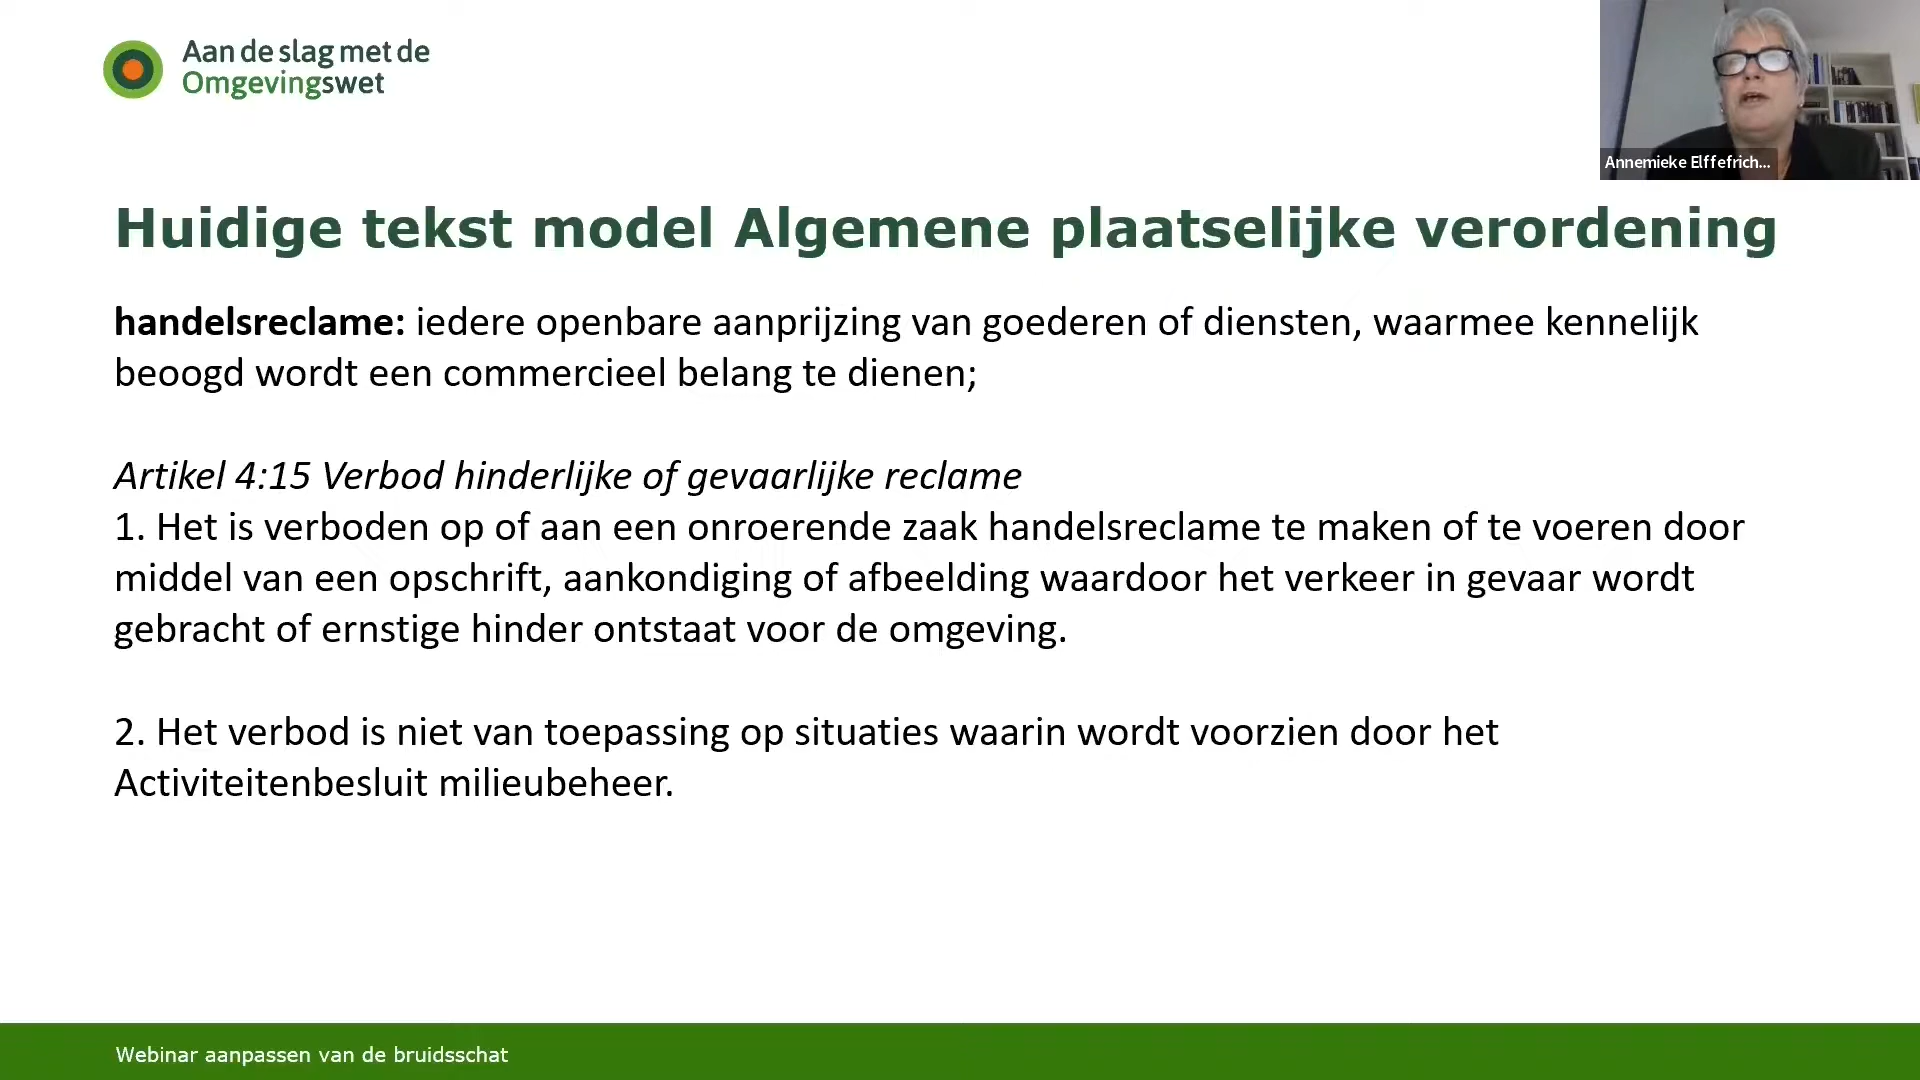 Aan de slag met de
Omgevingswet
Annemieke Elffefrich...
Huidige tekst model Algemene plaatselijke verordening
handelsreclame: iedere openbare aanprijzing van goederen of diensten, waarmee kennelijk
beoogd wordt een commercieel belang te dienen;
Artikel 4:15 Verbod hinderlijke of gevaarlijke reclame
1. Het is verboden op of aan een onroerende zaak handelsreclame te maken of te voeren door
middel van een opschrift, aankondiging of afbeelding waardoor het verkeer in gevaar wordt
gebracht of ernstige hinder ontstaat voor de omgeving.
2. Het verbod is niet van toepassing op situaties waarin wordt voorzien door het
Activiteitenbesluit milieubeheer.
Webinar aanpassen van de bruidsschat